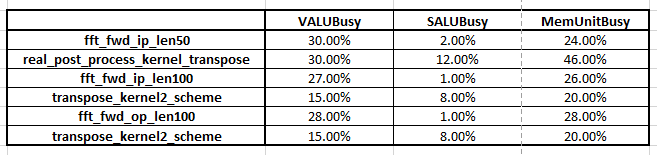 VALUBusy SALUBusy MemUnitBusy
fft_fwd_ip_len50 30.00% 2.00% 24.00%
real_post_process_kernel_transpose 30.00% 12.00% 46.00%
fft_fwd_ip_len100 27.00% 1.00% 26.00%
transpose_kernel2_scheme 15.00% 8.00% 20.00%
fft_fwd_op_len100 28.00% 1.00% 28.00%
transpose_kernel2_scheme 15.00% 8.00% 20.00%